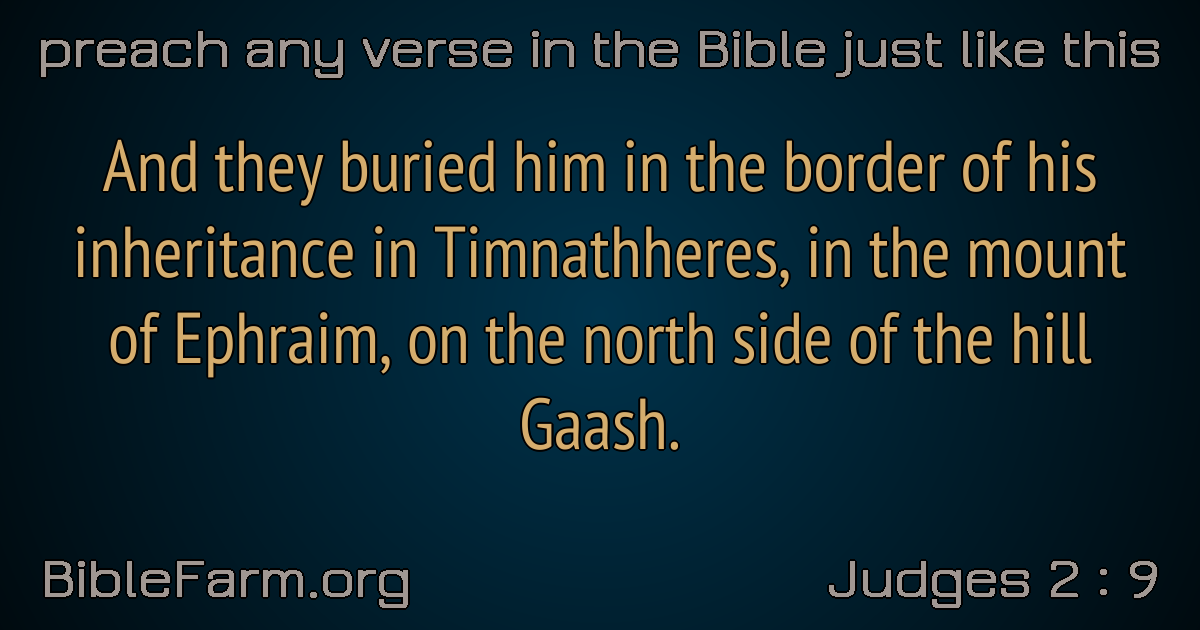 preach any verse in the Bible just like this
And they buried him in the border of his
inheritance in Timnathheres, in the mount
of Ephraim, on the north side of the hill
Gaash.
BibleFarm.org
Judges 2 : 9